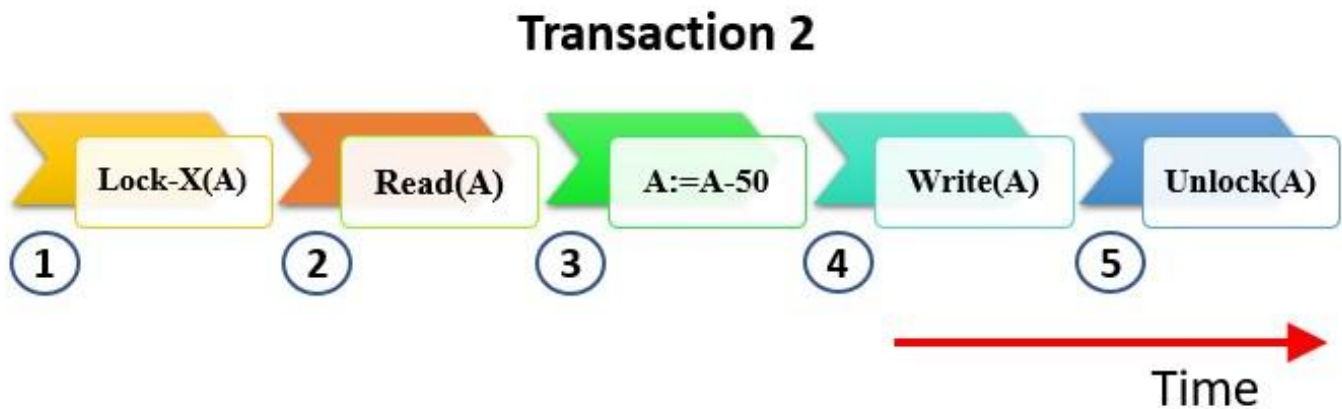 Transaction 2
Lock-X(A)
Read(A)
A:=A-50
Write(A)
Unlock(A)
1
2
3
4
5
Time